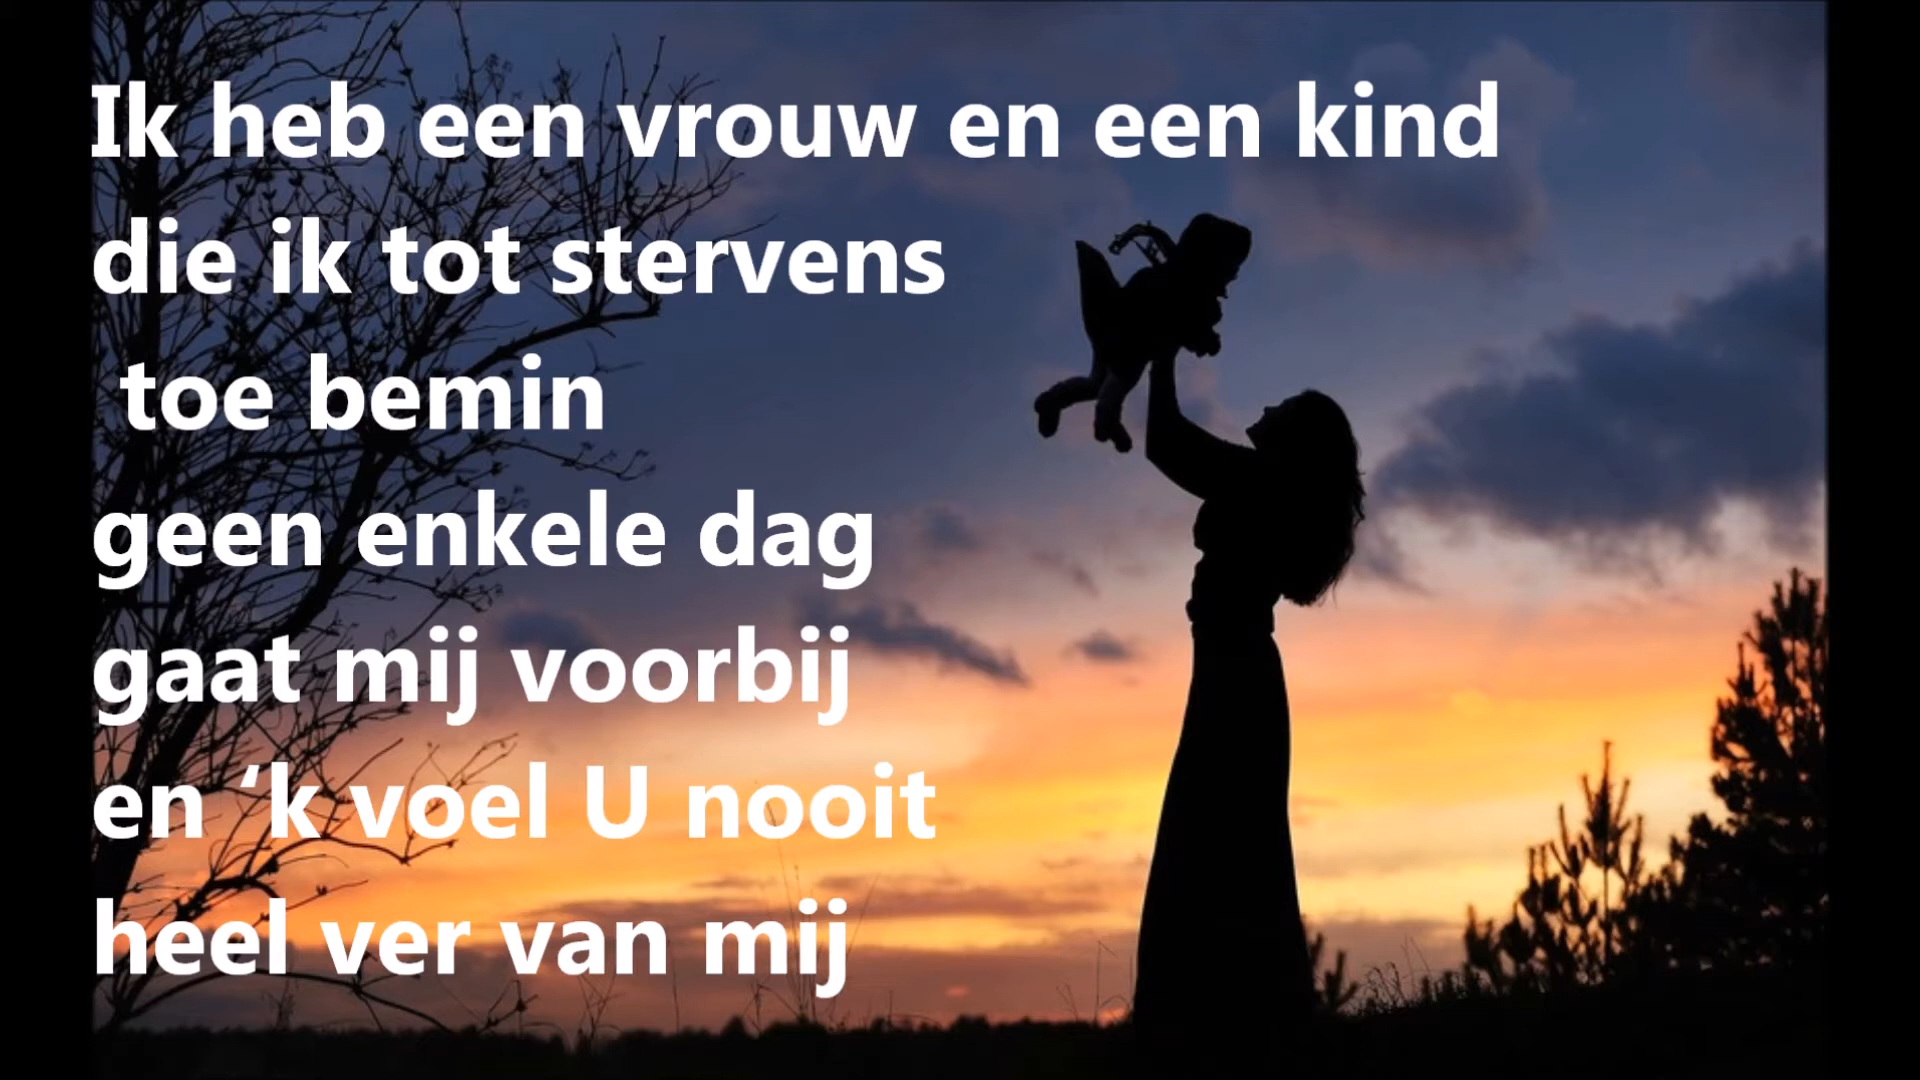 Ik heb een vrouw en een kind
die ik tot stervens
toe bemin
geen enkele dag
gaat mij voorbij
en ‘k voel U nooit
heel ver van mij